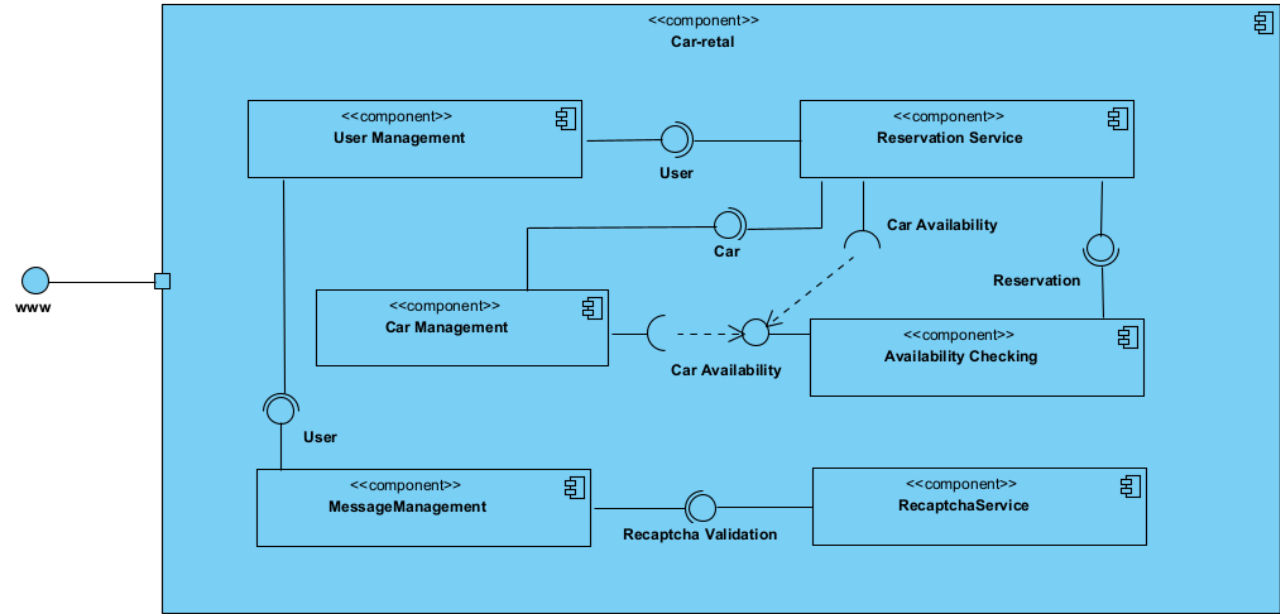 <<component>>
Car-retal
<<component>>
User Management
<<component>>
Reservation Service
User
Car Availability
Car
Reservation
www
<<component>>
Car Management
<<component>>
Availability Checking
Car Availability
User
<<component>>
MessageManagement
<<component>>
RecaptchaService
Recaptcha Validation